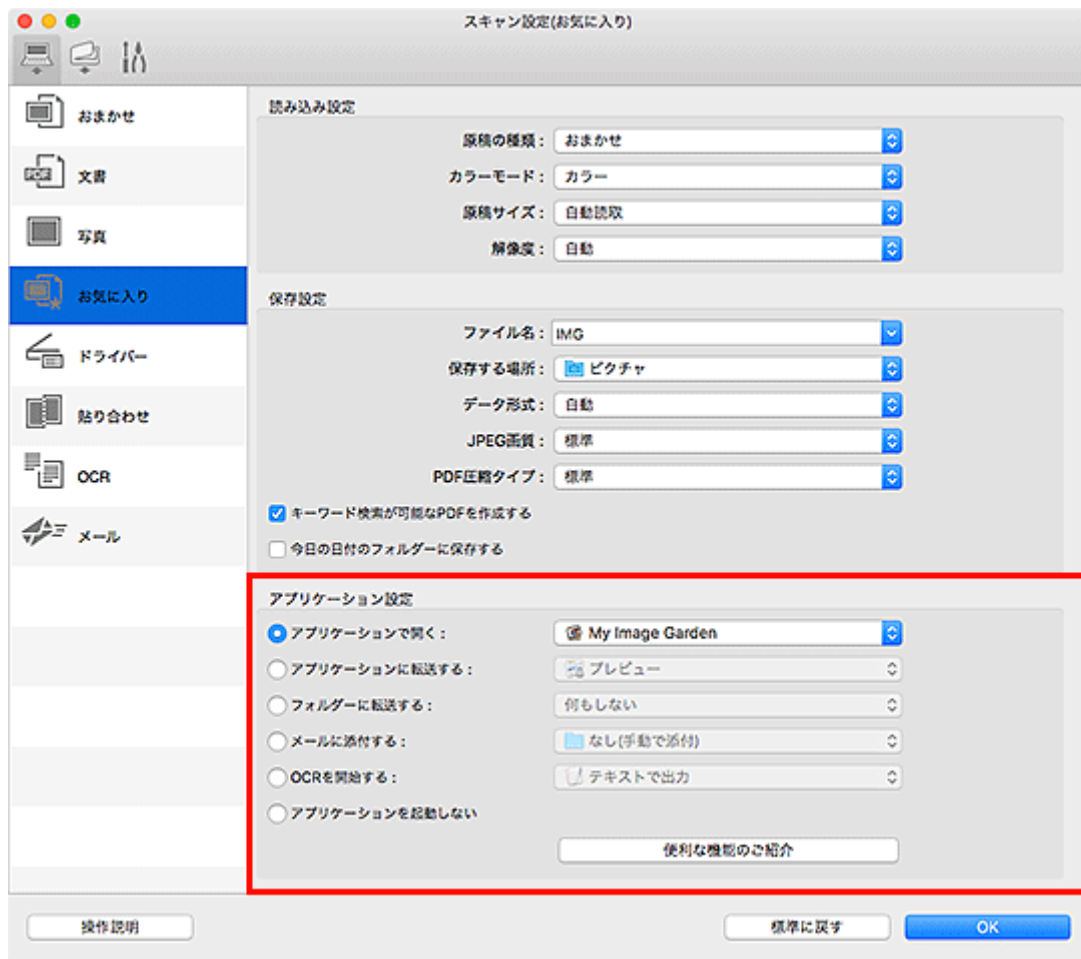 スキャン設定(お気に入り)
おまかせ
文書
写真
お気に入り
ドライバー
貼り合わせ
OCR
メール
読み込み設定
原稿の種類： おまかせ
カラーモード： カラー
原稿サイズ： 自動読取
解像度： 自動
保存設定
ファイル名： IMG
保存する場所： ピクチャ
データ形式： 自動
JPEG画質： 標準
PDF圧縮タイプ： 標準
キーワード検索が可能なPDFを作成する
今日の日付のフォルダーに保存する
アプリケーション設定
アプリケーションで開く： My Image Garden
アプリケーションに転送する： プレビュー
フォルダーに転送する： 何もしない
メールに添付する： なし(手動で添付)
OCRを開始する： テキストで出力
アプリケーションを起動しない
便利な機能のご紹介
操作説明
標準に戻す
OK